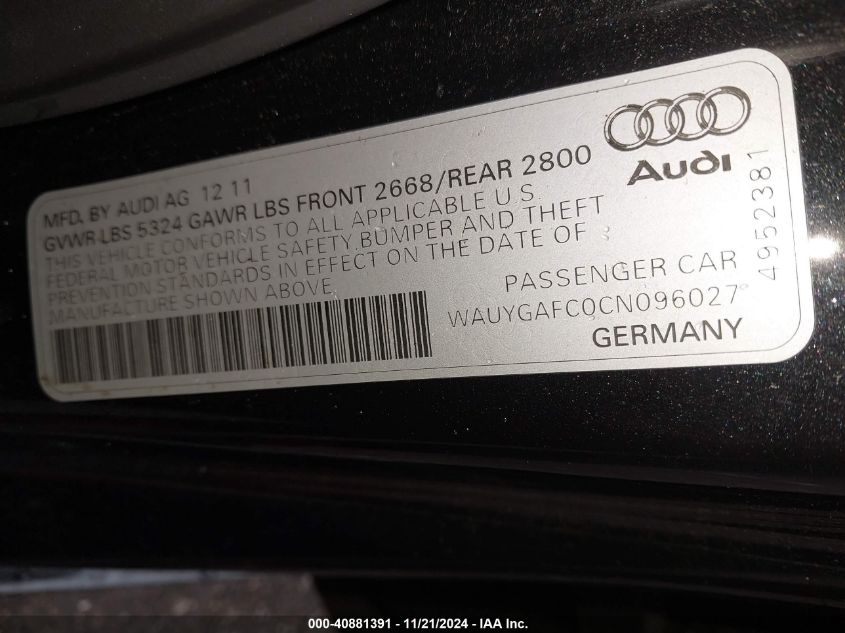 Audi
MFD. BY AUDI AG 12 11
GVWR LBS 5324 GAWR LBS FRONT 2668/REAR 2800
THIS VEHICLE CONFORMS TO ALL APPLICABLE U S
FEDERAL MOTOR VEHICLE SAFETY, BUMPER AND THEFT
PREVENTION STANDARDS IN EFFECT ON THE DATE OF
MANUFACTURE SHOWN ABOVE.
PASSENGER CAR
WAUYGAFC0CN096027
GERMANY
4952381
000-40881391 - 11/21/2024 - IAA Inc.